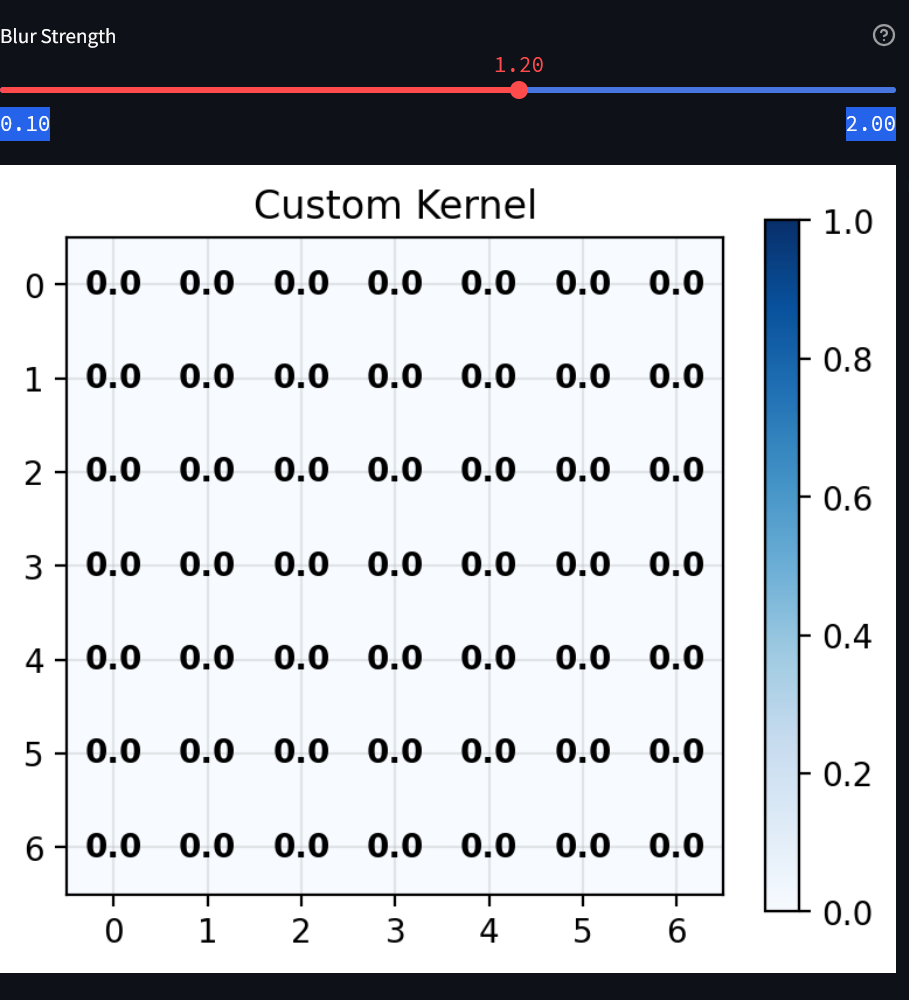 Blur Strength
1.20
0.10 2.00
Custom Kernel
1.0
0 0.0 0.0 0.0 0.0 0.0 0.0 0.0
1 0.0 0.0 0.0 0.0 0.0 0.0 0.0
0.8
2 0.0 0.0 0.0 0.0 0.0 0.0 0.0
0.6
3 0.0 0.0 0.0 0.0 0.0 0.0 0.0
0.4
4 0.0 0.0 0.0 0.0 0.0 0.0 0.0
5 0.0 0.0 0.0 0.0 0.0 0.0 0.0
0.2
6 0.0 0.0 0.0 0.0 0.0 0.0 0.0
0.0
0 1 2 3 4 5 6